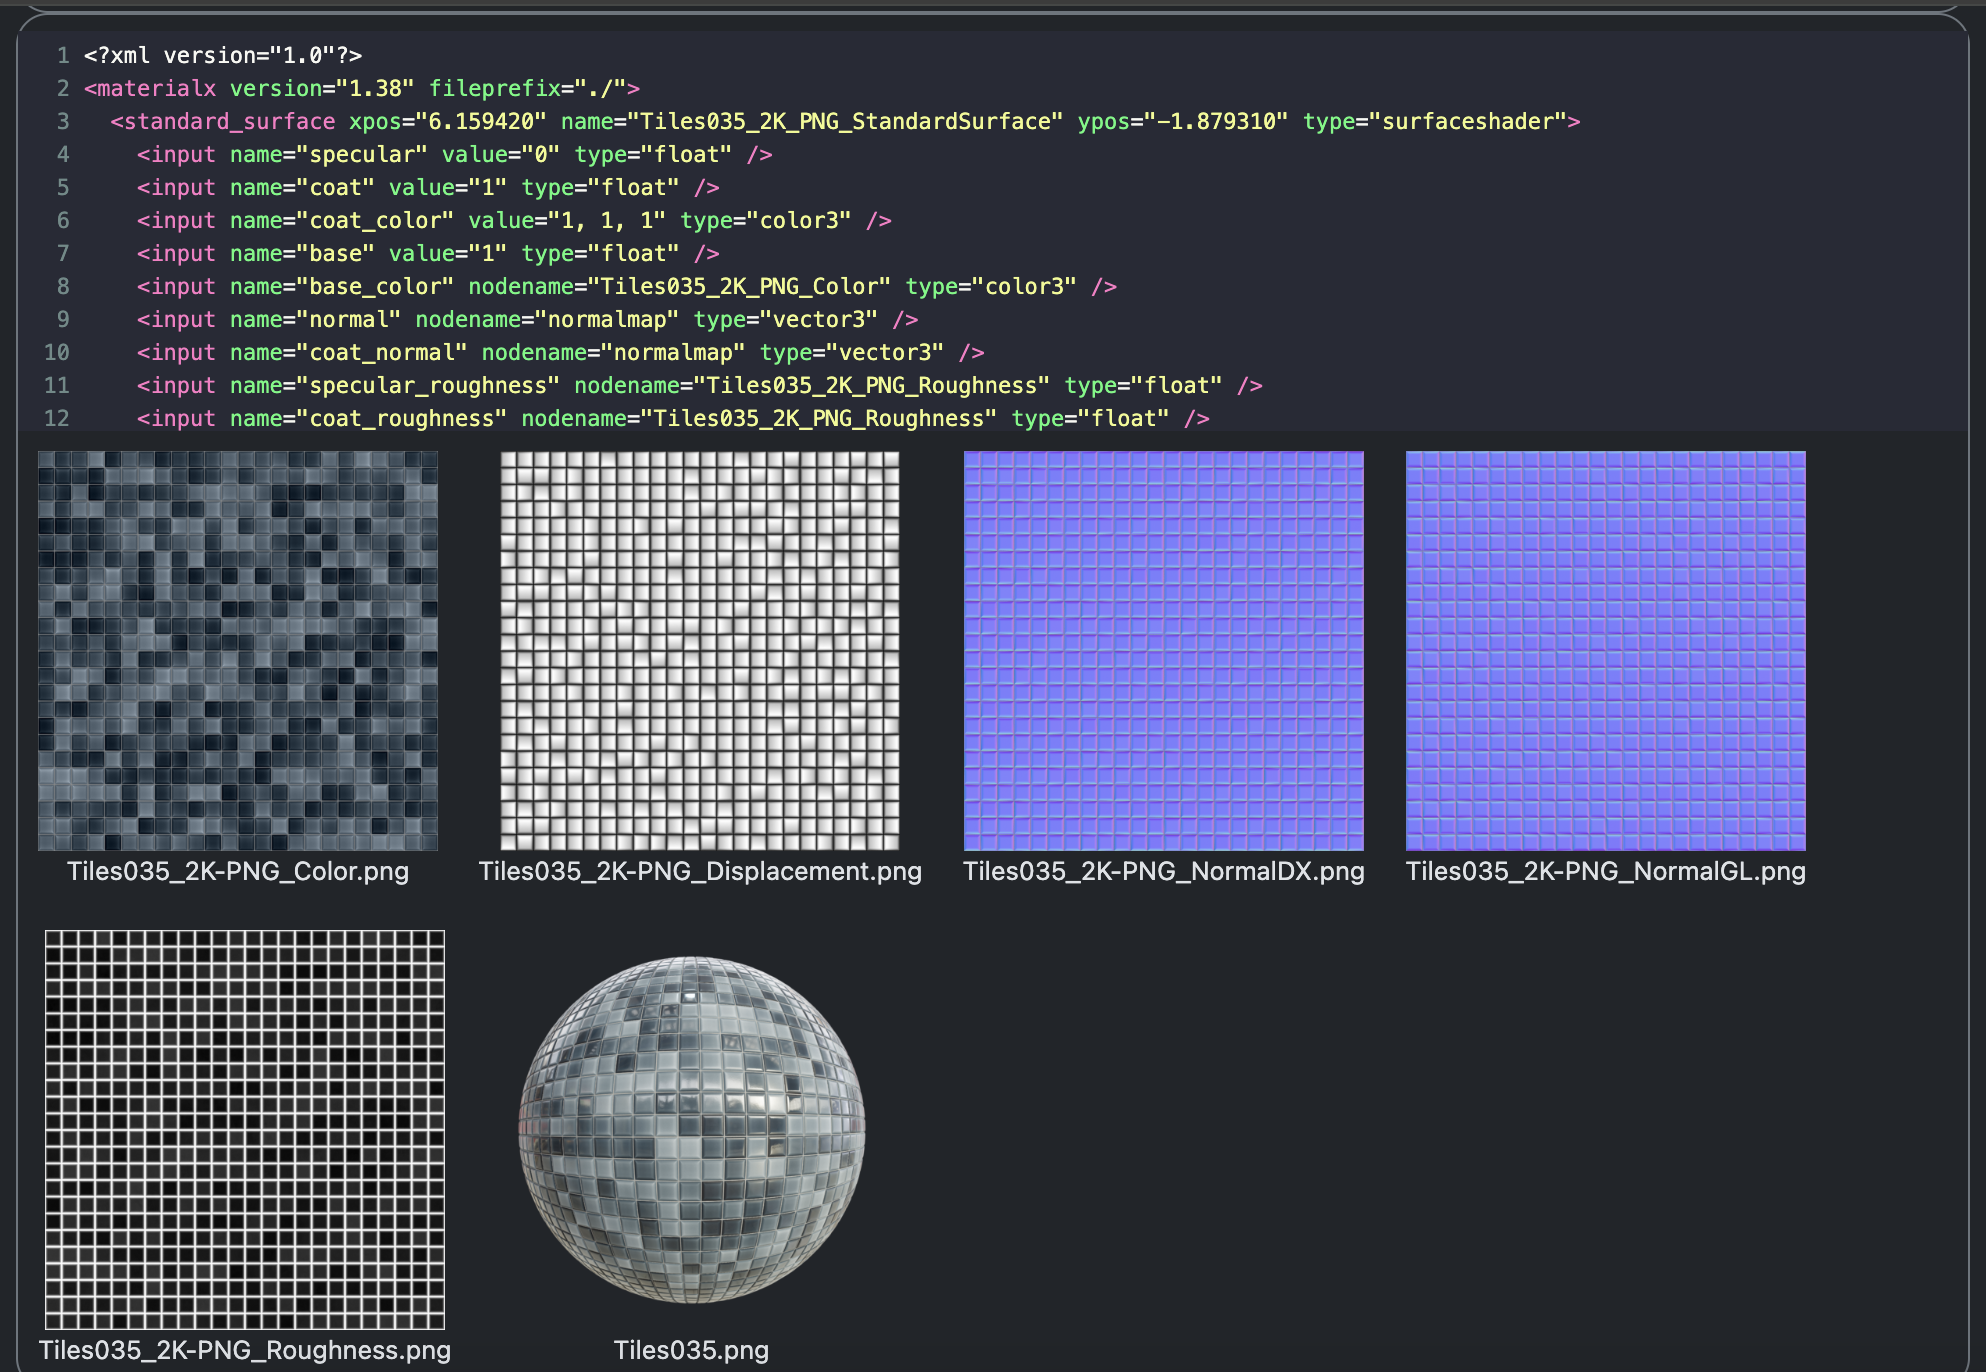 1 <?xml version="1.0"?>
2 <materialx version="1.38" fileprefix="./">
3 <standard_surface xpos="6.159420" name="Tiles035_2K_PNG_StandardSurface" ypos="-1.879310" type="surfaceshader">
4 <input name="specular" value="0" type="float" />
5 <input name="coat" value="1" type="float" />
6 <input name="coat_color" value="1, 1, 1" type="color3" />
7 <input name="base" value="1" type="float" />
8 <input name="base_color" nodename="Tiles035_2K_PNG_Color" type="color3" />
9 <input name="normal" nodename="normalmap" type="vector3" />
10 <input name="coat_normal" nodename="normalmap" type="vector3" />
11 <input name="specular_roughness" nodename="Tiles035_2K_PNG_Roughness" type="float" />
12 <input name="coat_roughness" nodename="Tiles035_2K_PNG_Roughness" type="float" />
Tiles035_2K-PNG_Color.png
Tiles035_2K-PNG_Displacement.png
Tiles035_2K-PNG_NormalDX.png
Tiles035_2K-PNG_NormalGL.png
Tiles035_2K-PNG_Roughness.png
Tiles035.png